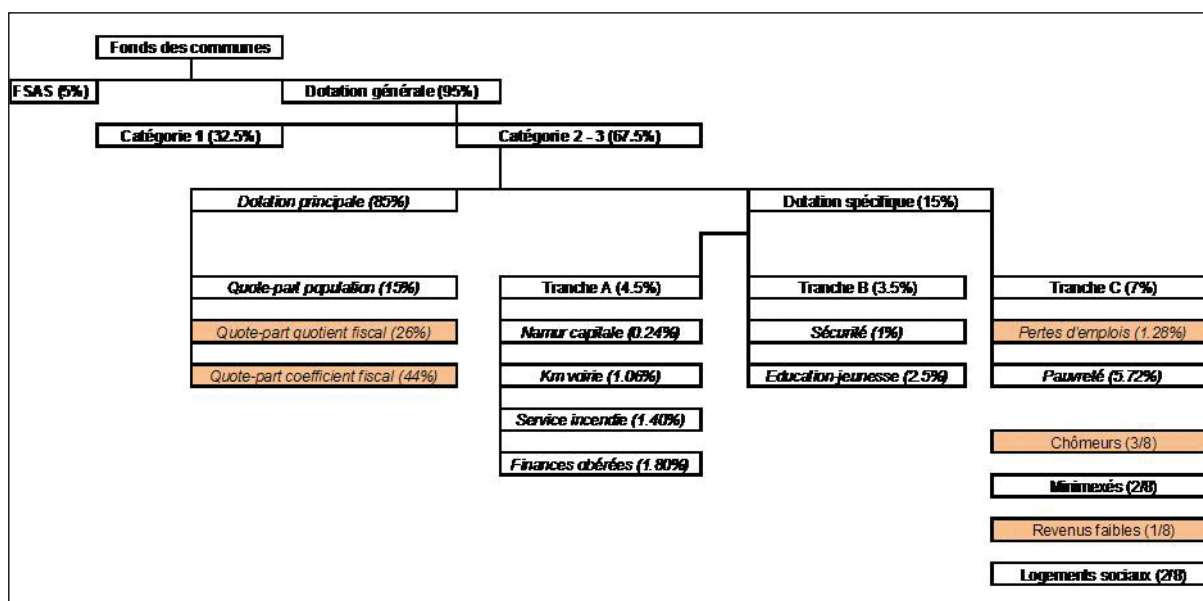 Fonds des communes
FSAS (5%)
Dotation générale (95%)
Catégorie 1 (32.5%)
Catégorie 2 - 3 (67.5%)
Dotation principale (85%)
Dotation spécifique (15%)
Quote-part population (15%)
Tranche A (4.5%)
Tranche B (3.5%)
Tranche C (7%)
Quote-part quotient fiscal (26%)
Namur capitale (0.24%)
Sécurité (1%)
Pertes d'emplois (1.28%)
Quote-part coefficient fiscal (44%)
Km voirie (1.06%)
Education-jeunesse (2.5%)
Pauvreté (5.72%)
Service incendie (1.40%)
Chômeurs (3/8)
Finances obérées (1.80%)
Minimexés (2/8)
Revenus faibles (1/8)
Logements sociaux (2/8)